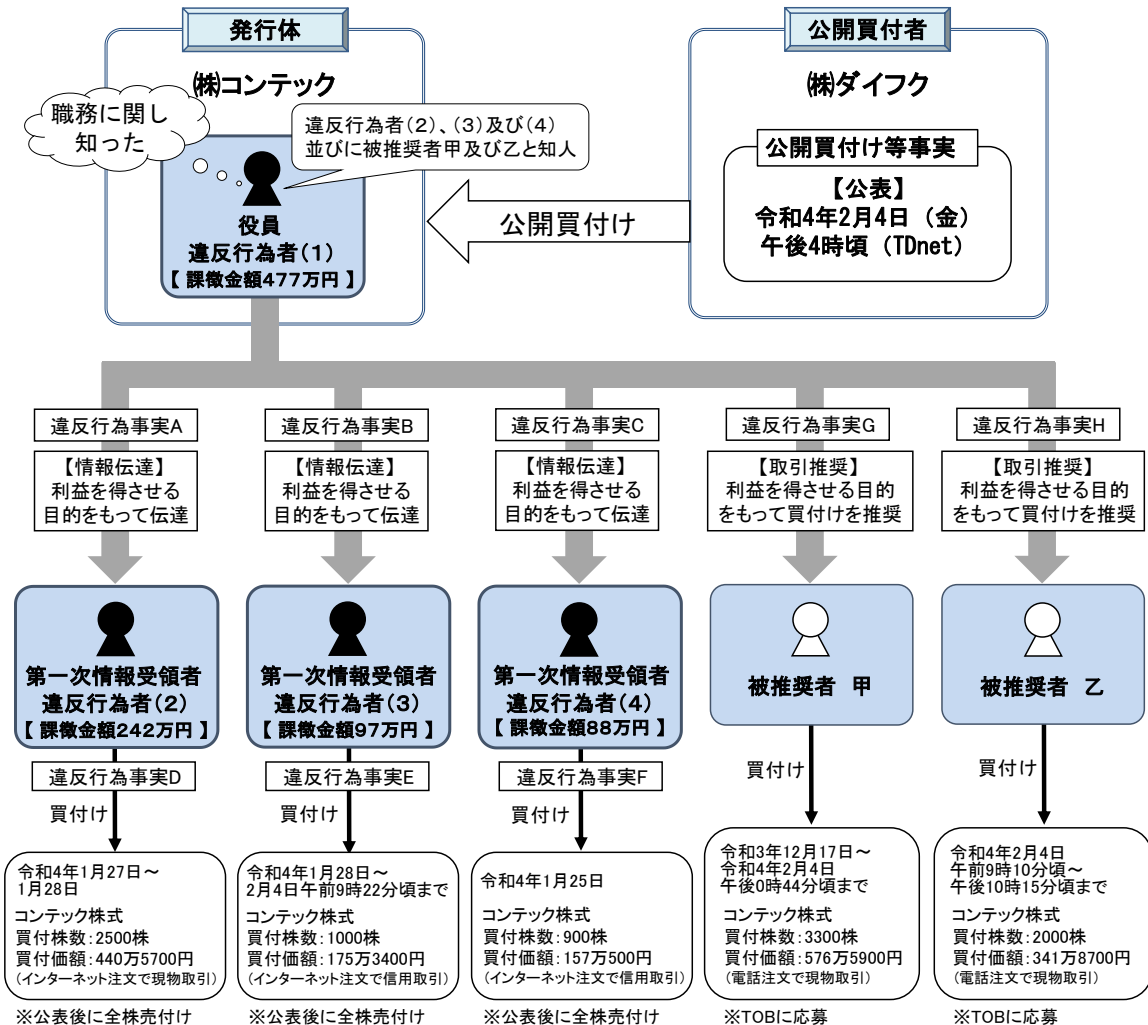 発行体
㈱コンテック
職務に関し
知った
違反行為者(2)、(3)及び(4)
並びに被推奨者甲及び乙と知人
役員
違反行為者(1)
【 課徴金額477万円 】
公開買付け
公開買付者
㈱ダイフク
公開買付け等事実
【公表】
令和4年2月4日（金）
午後4時頃（TDnet）
違反行為事実A
【情報伝達】
利益を得させる
目的をもって伝達
違反行為事実B
【情報伝達】
利益を得させる
目的をもって伝達
違反行為事実C
【情報伝達】
利益を得させる
目的をもって伝達
違反行為事実G
【取引推奨】
利益を得させる目的
をもって買付けを推奨
違反行為事実H
【取引推奨】
利益を得させる目的
をもって買付けを推奨
第一次情報受領者
違反行為者(2)
【 課徴金額242万円 】
第一次情報受領者
違反行為者(3)
【 課徴金額97万円 】
第一次情報受領者
違反行為者(4)
【 課徴金額88万円 】
被推奨者 甲
被推奨者 乙
違反行為事実D
買付け
違反行為事実E
買付け
違反行為事実F
買付け
買付け
買付け
令和4年1月27日～
1月28日
コンテック株式
買付株数:2500株
買付価額:440万5700円
(インターネット注文で現物取引)
※公表後に全株売付け
令和4年1月28日～
2月4日午前9時22分頃まで
コンテック株式
買付株数:1000株
買付価額:175万3400円
(インターネット注文で信用取引)
※公表後に全株売付け
令和4年1月25日
コンテック株式
買付株数:900株
買付価額:157万500円
(インターネット注文で信用取引)
※公表後に全株売付け
令和3年12月17日～
令和4年2月4日
午後0時44分頃まで
コンテック株式
買付株数:3300株
買付価額:576万5900円
(電話注文で現物取引)
※TOBに応募
令和4年2月4日
午前9時10分頃～
午後10時15分頃まで
コンテック株式
買付株数:2000株
買付価額:341万8700円
(電話注文で現物取引)
※TOBに応募